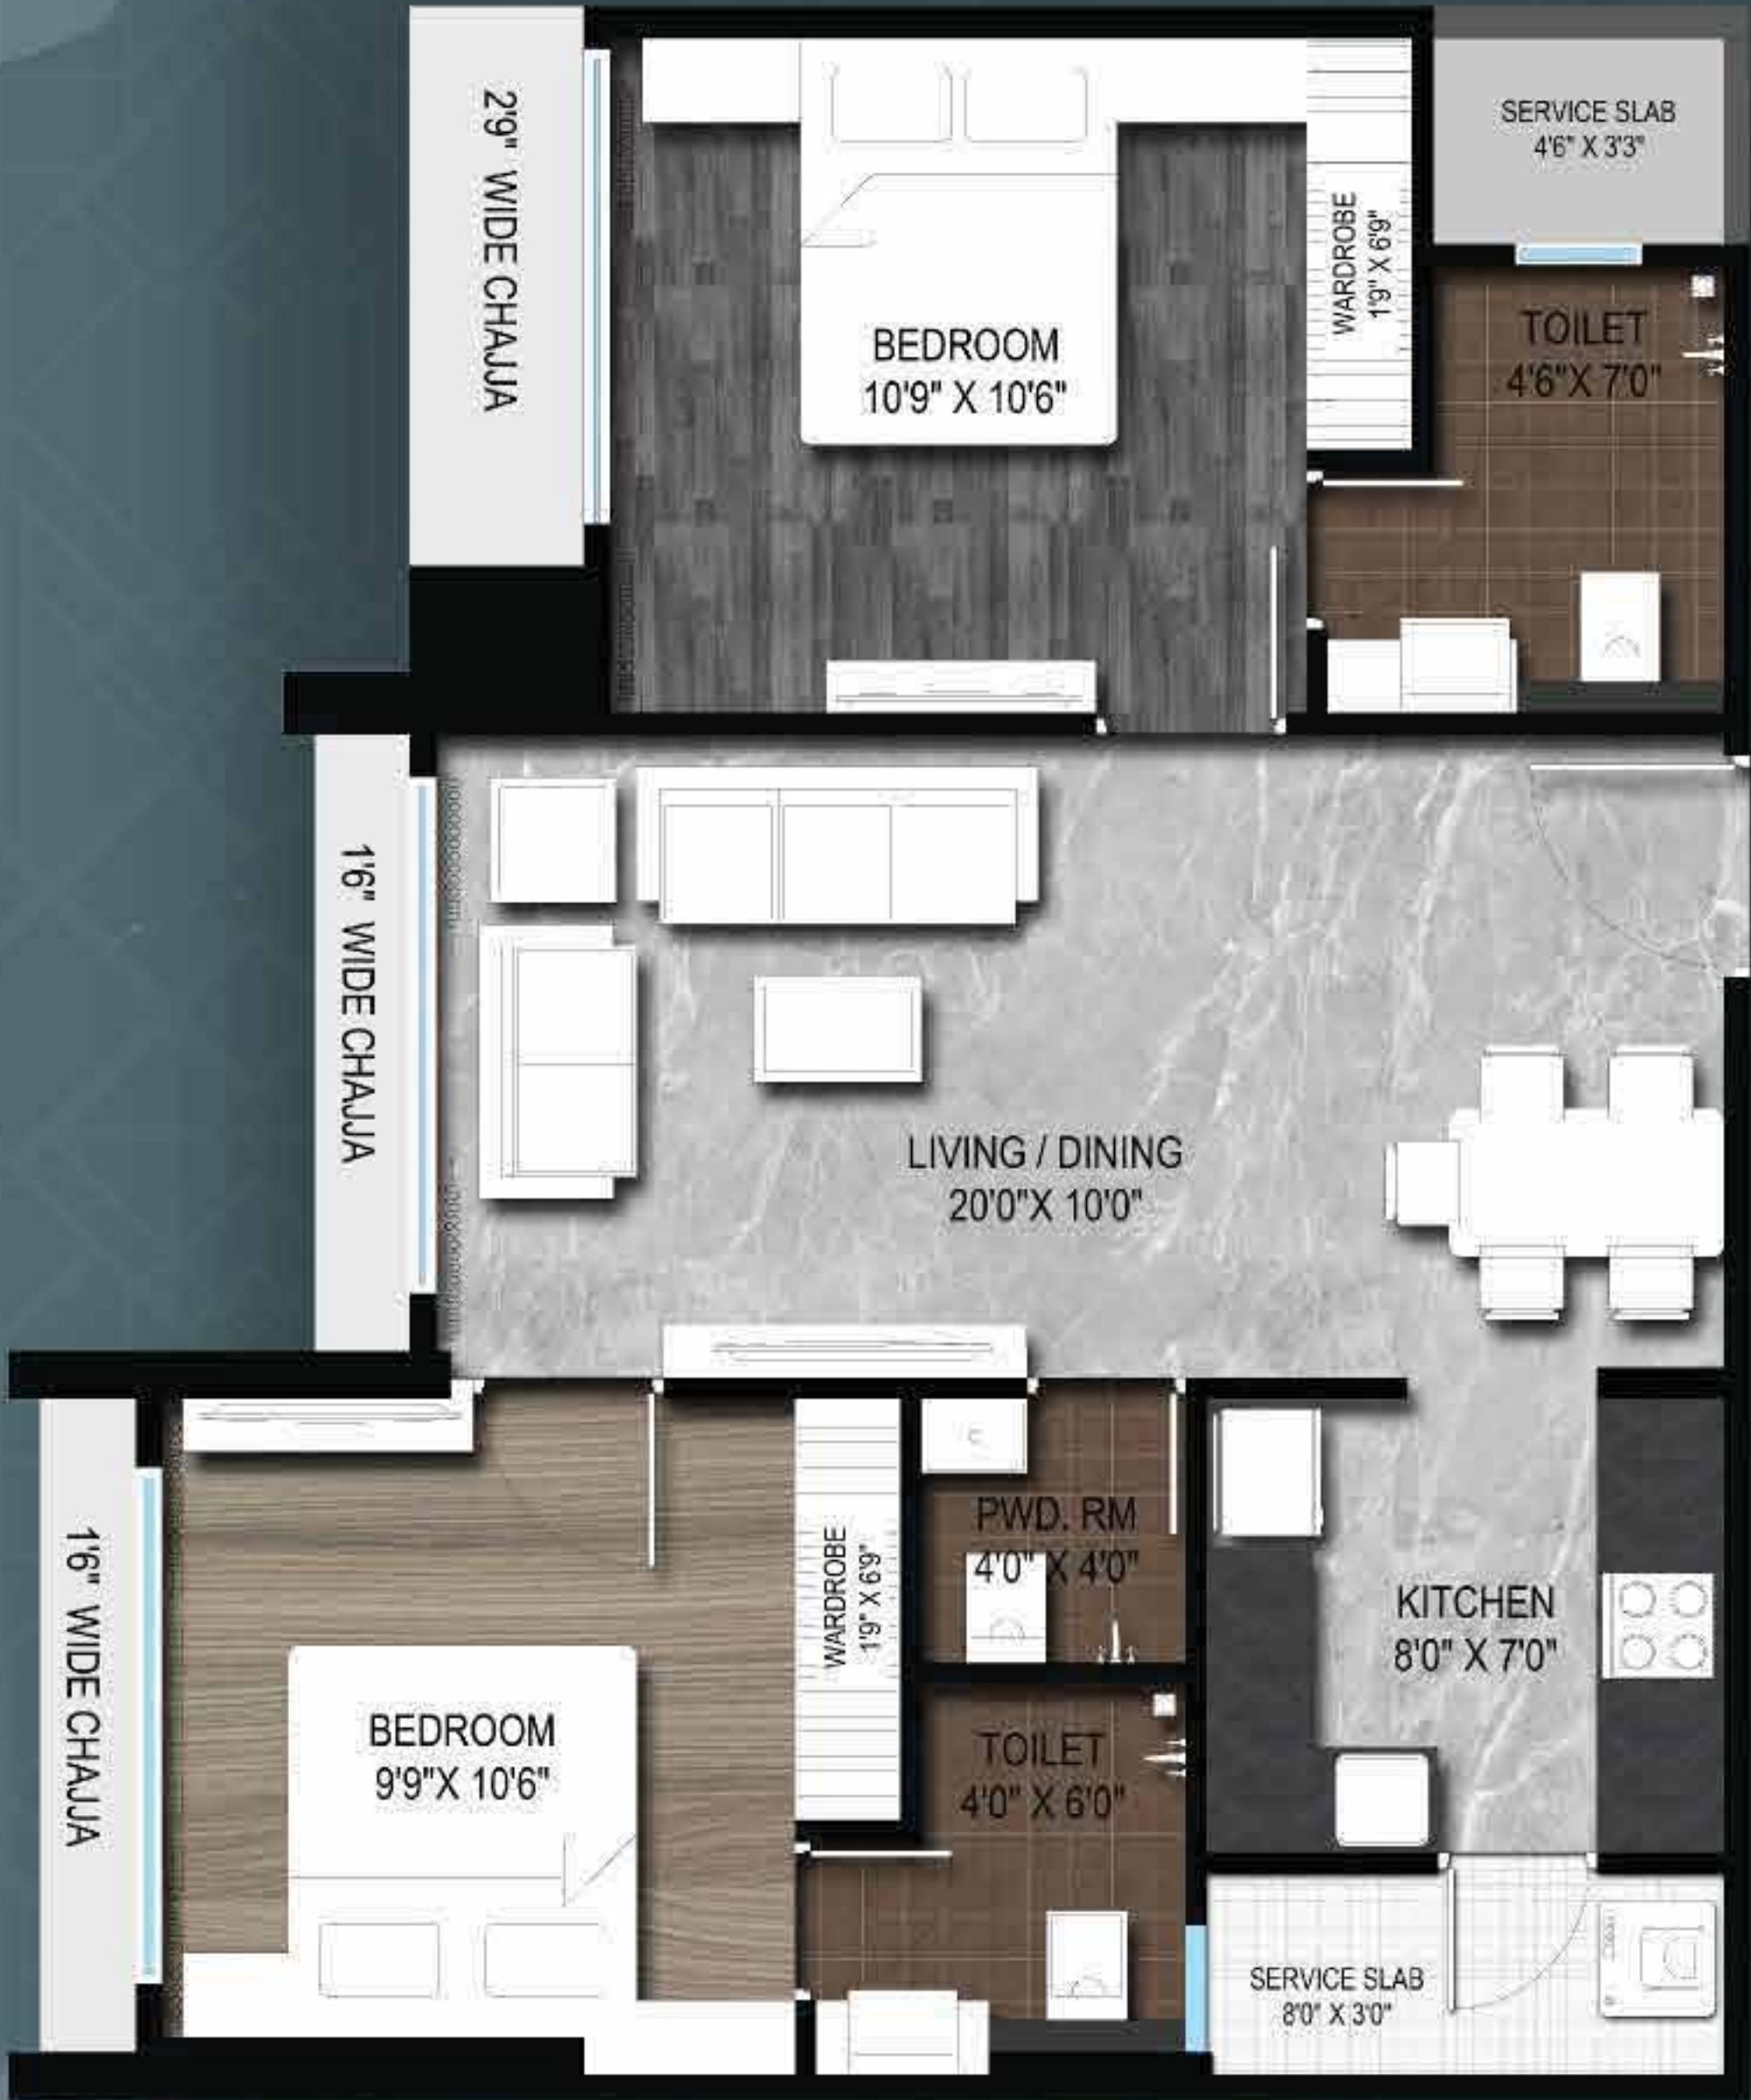 2'9" WIDE CHAJJA
SERVICE SLAB
4'6" X 3'3"
WARDROBE
1'9" X 6'9"
BEDROOM
10'9" X 10'6"
TOILET
4'6"X 7'0"
1'6" WIDE CHAJJA
LIVING / DINING
20'0"X 10'0"
1'6" WIDE CHAJJA
WARDROBE
1'9" X 6'9"
PWD. RM
4'0" X 4'0"
KITCHEN
8'0" X 7'0"
BEDROOM
9'9"X 10'6"
TOILET
4'0" X 6'0"
SERVICE SLAB
8'0" X 3'0"